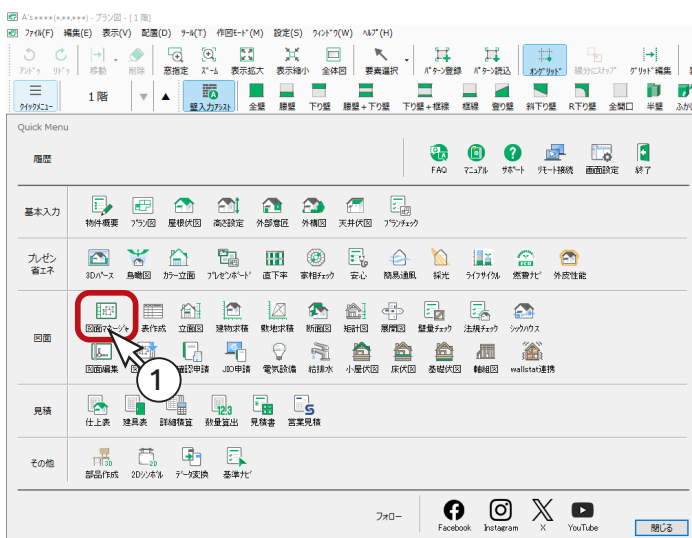 A's****(*.**.***) - プラン図 - [1 階]
ﾌｧｲﾙ(F) 編集(E) 表示(V) 配置(D) ﾂｰﾙ(T) 作図ﾓｰﾄﾞ(M) 設定(S) ｳｨﾝﾄﾞｳ(W) ﾍﾙﾌﾟ(H)
ｱﾝﾄﾞｩ ﾘﾄﾞｩ 移動 削除 窓指定 ｽﾞｰﾑ 表示拡大 表示縮小 全体図 要素選択 ﾊﾟﾀｰﾝ登録 ﾊﾟﾀｰﾝ読込 ｵﾝｸﾞﾘｯﾄﾞ 線分にｽﾅｯﾌﾟ ｸﾞﾘｯﾄﾞ編集
ｸｲｯｸﾒﾆｭｰ 1 階 ▼ ▲ 壁入力ｱｼｽﾄ 全壁 腰壁 下り壁 腰壁+下り壁 下り壁+框線 框線 登り壁 斜下り壁 R下り壁 全開口 半壁
Quick Menu
履歴
FAQ ﾏﾆｭｱﾙ ｻﾎﾟｰﾄ ﾘﾓｰﾄ接続 画面設定 終了
基本入力
物件概要 ﾌﾟﾗﾝ図 屋根伏図 高さ設定 外部意匠 外構図 天井伏図 ﾌﾟﾗﾝﾁｪｯｸ
プレゼン
省エネ
3Dﾊﾟｰｽ 鳥瞰図 ｶﾗｰ立面 ﾌﾟﾚｾﾞﾝﾎﾞｰﾄﾞ 直下率 家相ﾁｪｯｸ 安心 簡易通風 採光 ﾗｲﾌｻｲｸﾙ 燃費ﾅﾋﾞ 外皮性能
図面
図面ﾏﾈｰｼﾞｬ 表作成 立面図 建物求積 敷地求積 断面図 矩計図 展開図 壁量ﾁｪｯｸ 法規ﾁｪｯｸ ｼｯｸﾊｳｽ
図面編集 確認申請 JIO申請 電気設備 給排水 小屋伏図 床伏図 基礎伏図 軸組図 wallstat連携
1
見積
仕上表 建具表 詳細積算 数量算出 見積書 営業見積
その他
部品作成 2Dｼﾝﾎﾞﾙ ﾃﾞｰﾀ変換 基準ﾅﾋﾞ
フォロー
Facebook Instagram X YouTube
閉じる